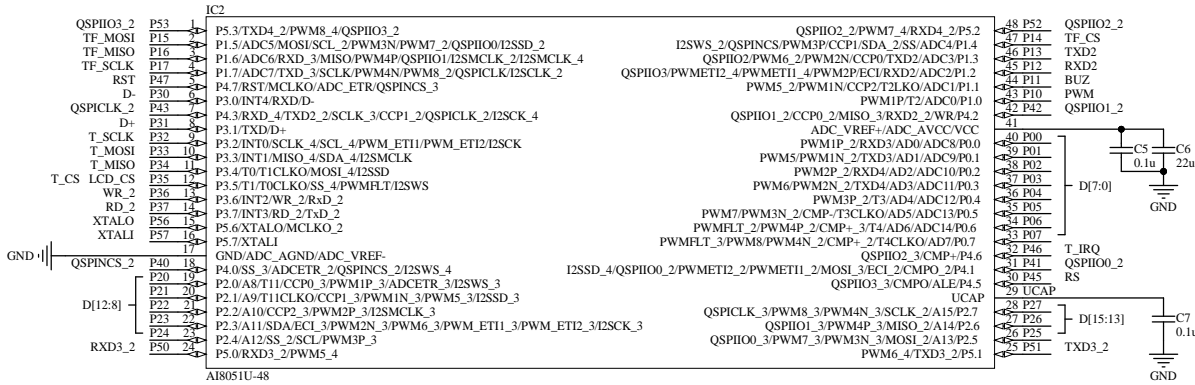 IC2
QSPIIO3_2 P53 1 P5.3/TXD4_2/PWM8_4/QSPIIO3_2 QSPIIO2_2/PWM7_4/RXD4_2/P5.2 48 P52 QSPIIO2_2
TF_MOSI P15 2 P1.5/ADC5/MOSI/SCL_2/PWM3N/PWM7_2/QSPIIO0/I2SSD_2 I2SWS_2/QSPINCS/PWM3P/CCP1/SDA_2/SS/ADC4/P1.4 47 P14 TF_CS
TF_MISO P16 3 P1.6/ADC6/RXD_3/MISO/PWM4P/QSPIIO1/I2SMCLK_2/I2SMCLK_4 QSPIIO2/PWM6_2/PWM2N/CCP0/TXD2/ADC3/P1.3 46 P13 TXD2
TF_SCLK P17 4 P1.7/ADC7/TXD_3/SCLK/PWM4N/PWM8_2/QSPICLK/I2SCLK_2 QSPIIO3/PWMETI2_4/PWMETI1_4/PWM2P/ECI/RXD2/ADC2/P1.2 45 P12 RXD2
RST P47 5 P4.7/RST/MCLKO/ADC_ETR/QSPINCS_3 PWM5_2/PWM1N/CCP2/T2LKO/ADC1/P1.1 44 P11 BUZ
D- P30 6 P3.0/INT4/RXD/D- PWM1P/T2/ADC0/P1.0 43 P10 PWM
QSPICLK_2 P43 7 P4.3/RXD_4/TXD2_2/SCLK_3/CCP1_2/QSPICLK_2/I2SCK_4 QSPIIO1_2/CCP0_2/MISO_3/RXD2_2/WR/P4.2 42 P42 QSPIIO1_2
D+ P31 8 P3.1/TXD/D+ ADC_VREF+/ADC_AVCC/VCC 41
T_SCLK P32 9 P3.2/INT0/SCLK_4/SCL_4/PWM_ETI1/PWM_ETI2/I2SCK PWM1P_2/RXD3/AD0/ADC8/P0.0 40 P00
T_MOSI P33 10 P3.3/INT1/MISO_4/SDA_4/I2SMCLK PWM5/PWM1N_2/TXD3/AD1/ADC9/P0.1 39 P01
C5 0.1u C6 22u
T_MISO P34 11 P3.4/T0/T1CLKO/MOSI_4/I2SSD PWM2P_2/RXD4/AD2/ADC10/P0.2 38 P02
T_CS LCD_CS P35 12 P3.5/T1/T0CLKO/SS_4/PWMFLT/I2SWS PWM6/PWM2N_2/TXD4/AD3/ADC11/P0.3 37 P03 D[7:0]
WR_2 P36 13 P3.6/INT2/WR_2/RxD_2 PWM3P_2/T3/AD4/ADC12/P0.4 36 P04
RD_2 P37 14 P3.7/INT3/RD_2/TxD_2 PWM7/PWM3N_2/CMP-/T3CLKO/AD5/ADC13/P0.5 35 P05 GND
XTALO P56 15 P5.6/XTALO/MCLKO_2 PWMFLT_2/PWM4P_2/CMP+_3/T4/AD6/ADC14/P0.6 34 P06
XTALI P57 16 P5.7/XTALI PWMFLT_3/PWM8/PWM4N_2/CMP+_2/T4CLKO/AD7/P0.7 33 P07
GND 17 GND/ADC_AGND/ADC_VREF- QSPIIO2_3/CMP+/P4.6 32 P46 T_IRQ
QSPINCS_2 P40 18 P4.0/SS_3/ADCETR_2/QSPINCS_2/I2SWS_4 I2SSD_4/QSPIIO0_2/PWMETI2_2/PWMETI1_2/MOSI_3/ECI_2/CMPO_2/P4.1 31 P41 QSPIIO0_2
P20 19 P2.0/A8/T11/CCP0_3/PWM1P_3/ADCETR_3/I2SWS_3 QSPIIO3_3/CMPO/ALE/P4.5 30 P45 RS
P21 20 P2.1/A9/T11CLKO/CCP1_3/PWM1N_3/PWM5_3/I2SSD_3 UCAP 29 UCAP
D[12:8] P22 21 P2.2/A10/CCP2_3/PWM2P_3/I2SMCLK_3 QSPICLK_3/PWM8_3/PWM4N_3/SCLK_2/A15/P2.7 28 P27
P23 22 P2.3/A11/SDA/ECI_3/PWM2N_3/PWM6_3/PWM_ETI1_3/PWM_ETI2_3/I2SCK_3 QSPIIO1_3/PWM4P_3/MISO_2/A14/P2.6 27 P26 D[15:13] C7
P24 23 P2.4/A12/SS_2/SCL/PWM3P_3 QSPIIO0_3/PWM7_3/PWM3N_3/MOSI_2/A13/P2.5 26 P25 0.1u
RXD3_2 P50 24 P5.0/RXD3_2/PWM5_4 PWM6_4/TXD3_2/P5.1 25 P51 TXD3_2
AI8051U-48 GND